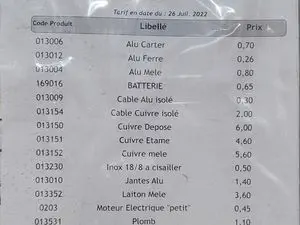 Tarif en date du : 26 Juil. 2022
Code Produit Libellé Prix
013006 Alu Carter 0,70
013012 Alu Ferre 0,26
013004 Alu Mele 0,80
169016 BATTERIE 0,65
013009 Cable Alu isolé 0,30
013154 Cable Cuivre isolé 2,00
013150 Cuivre Depose 6,00
013151 Cuivre Etame 4,60
013152 Cuivre mele 5,60
013230 Inox 18/8 a cisailler 0,50
013010 Jantes Alu 1,40
013352 Laiton Mele 3,60
0203 Moteur Electrique "petit" 0,45
013531 Plomb 1,10